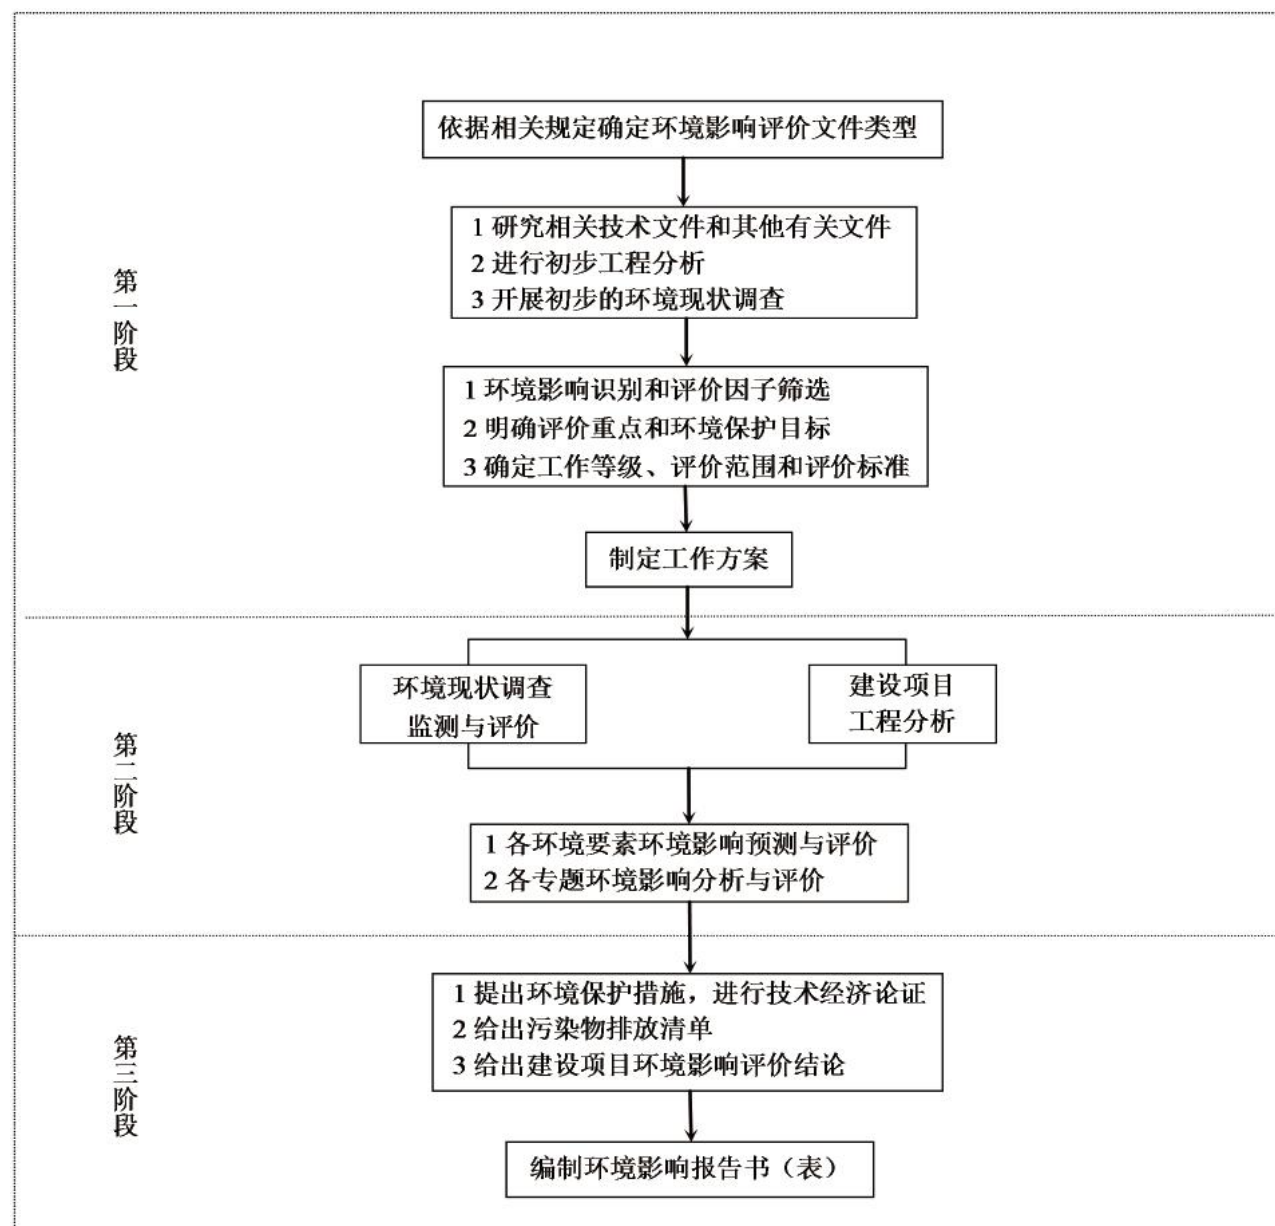 依据相关规定确定环境影响评价文件类型
1 研究相关技术文件和其他有关文件
2 进行初步工程分析
3 开展初步的环境现状调查
第一阶段
1 环境影响识别和评价因子筛选
2 明确评价重点和环境保护目标
3 确定工作等级、评价范围和评价标准
制定工作方案
环境现状调查
监测与评价
建设项目
工程分析
第二阶段
1 各环境要素环境影响预测与评价
2 各专题环境影响分析与评价
1 提出环境保护措施，进行技术经济论证
2 给出污染物排放清单
3 给出建设项目环境影响评价结论
第三阶段
编制环境影响报告书（表）